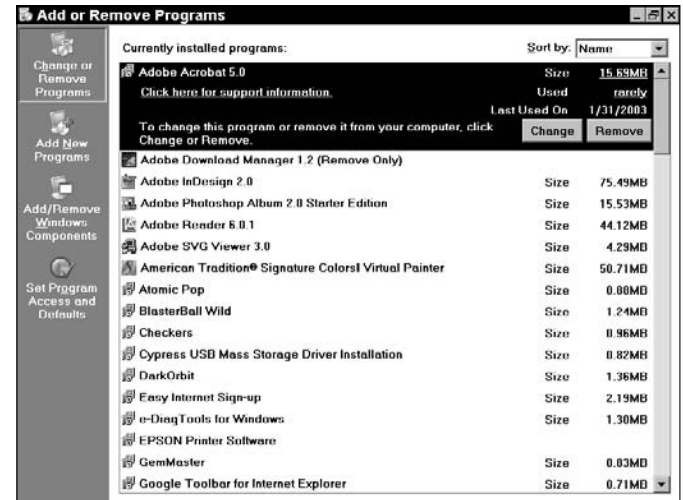 Add or Remove Programs
Change or
Remove
Programs
Add New
Programs
Add/Remove
Windows
Components
Set Program
Access and
Defaults
Currently installed programs:
Sort by: Name
Adobe Acrobat 5.0 Size 15.69MB
Click here for support information. Used rarely
Last Used On 1/31/2003
To change this program or remove it from your computer, click
Change or Remove.
Change Remove
Adobe Download Manager 1.2 (Remove Only)
Adobe InDesign 2.0 Size 75.49MB
Adobe Photoshop Album 2.0 Starter Edition Size 15.53MB
Adobe Reader 6.0.1 Size 44.12MB
Adobe SVG Viewer 3.0 Size 4.29MB
American Tradition® Signature Colors! Virtual Painter Size 50.71MB
Atomic Pop Size 0.88MB
BlasterBall Wild Size 1.24MB
Checkers Size 0.96MB
Cypress USB Mass Storage Driver Installation Size 0.82MB
DarkOrbit Size 1.36MB
Easy Internet Sign-up Size 2.19MB
e-DiagTools for Windows Size 1.30MB
EPSON Printer Software
GemMaster Size 0.83MB
Google Toolbar for Internet Explorer Size 0.71MB